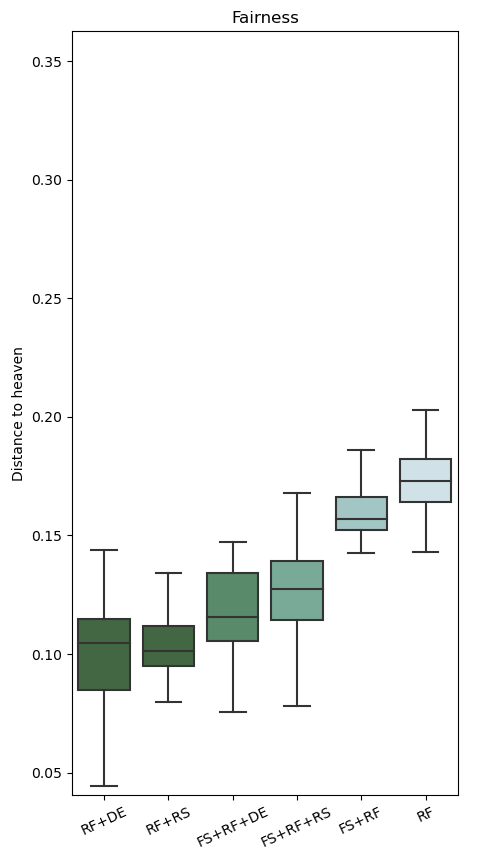 Fairness
0.35
0.30
0.25
0.20
0.15
0.10
0.05
Distance to heaven
RF+DE
RF+RS
FS+RF+DE
FS+RF+RS
FS+RF
RF